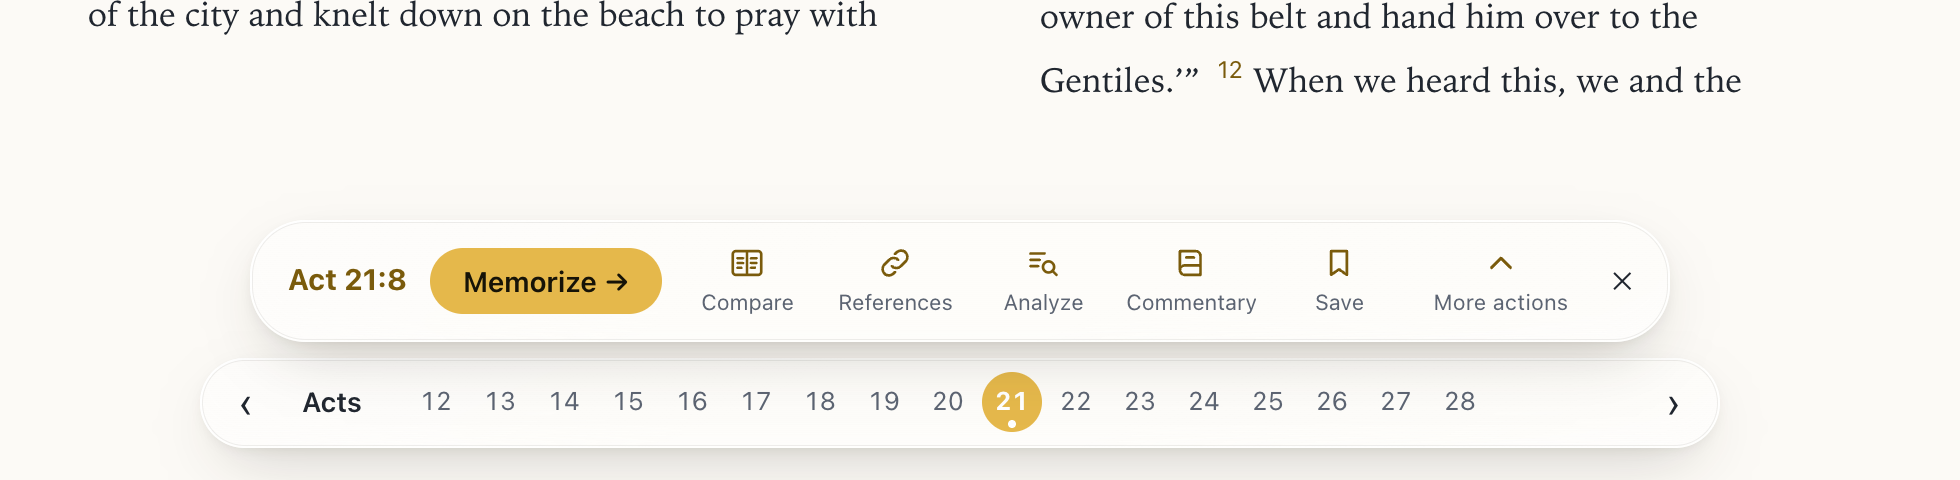 of the city and knelt down on the beach to pray with
owner of this belt and hand him over to the
Gentiles.’” 12 When we heard this, we and the
Act 21:8 Memorize → Compare References Analyze Commentary Save More actions ×
‹ Acts 12 13 14 15 16 17 18 19 20 21 22 23 24 25 26 27 28 ›